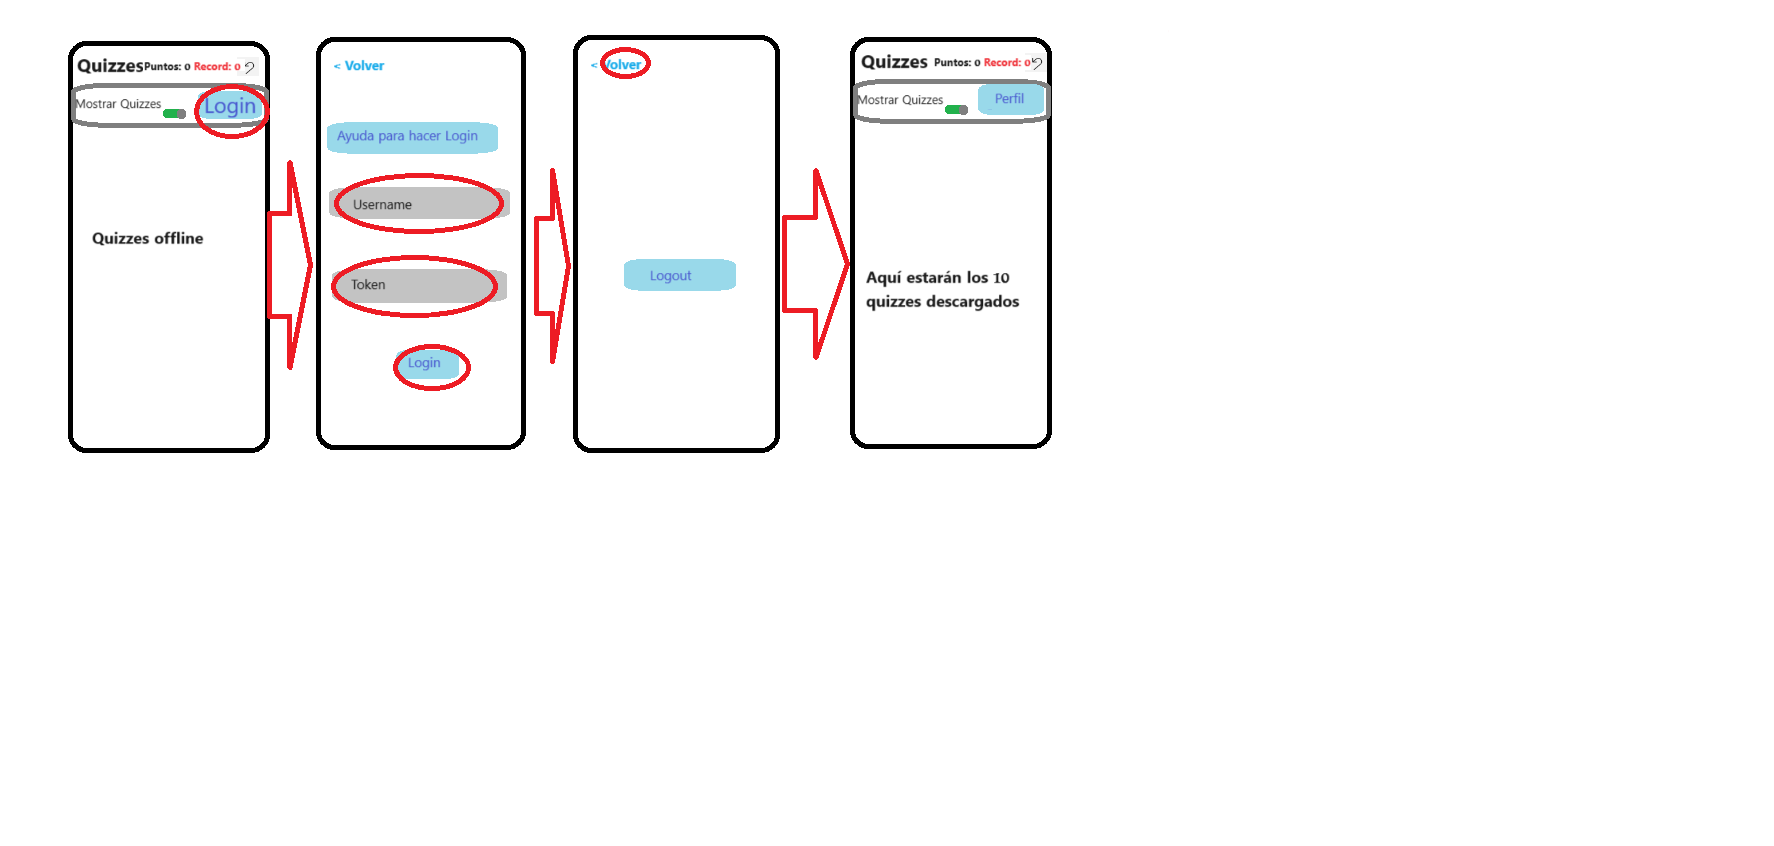 Quizzes Puntos: 0 Record: 0
Mostrar Quizzes
Login
Quizzes offline
< Volver
Ayuda para hacer Login
Username
Token
Login
< Volver
Logout
Quizzes Puntos: 0 Record: 0
Mostrar Quizzes
Perfil
Aquí estarán los 10
quizzes descargados